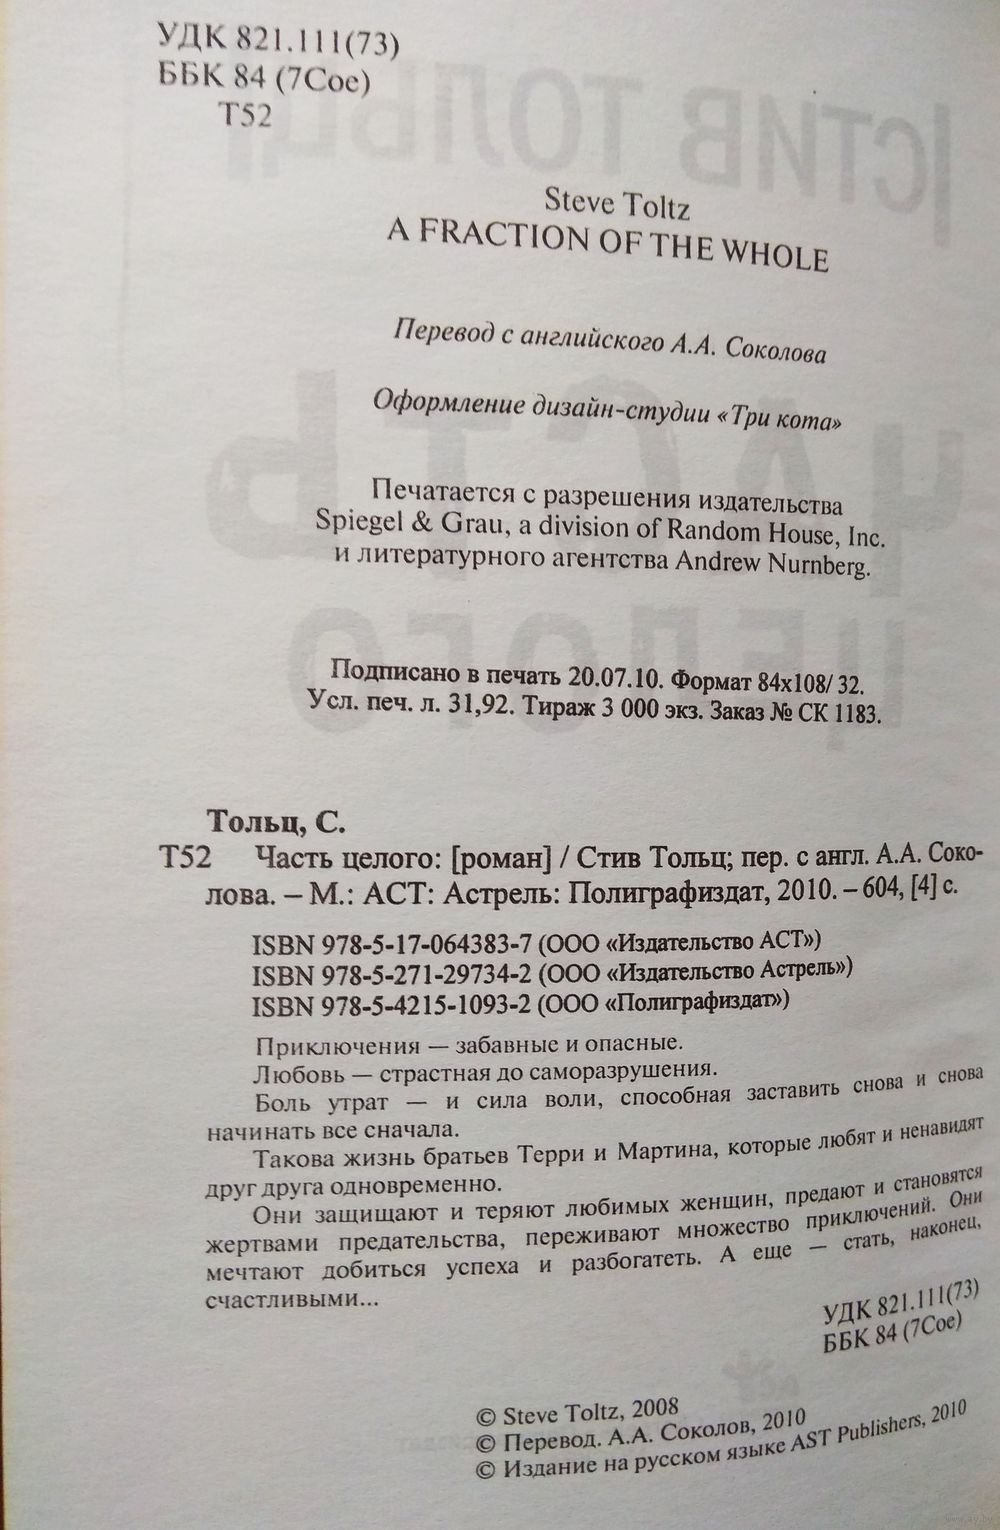 УДК 821.111(73)
ББК 84 (7Сое)
Т52
Steve Toltz
A FRACTION OF THE WHOLE
Перевод с английского А.А. Соколова
Оформление дизайн-студии «Три кота»
Печатается с разрешения издательства
Spiegel & Grau, a division of Random House, Inc.
и литературного агентства Andrew Nurnberg.
Подписано в печать 20.07.10. Формат 84х108/ 32.
Усл. печ. л. 31,92. Тираж 3 000 экз. Заказ № СК 1183.
Тольц, С.
Т52 Часть целого: [роман] / Стив Тольц; пер. с англ. А.А. Соко-
лова. – М.: АСТ: Астрель: Полиграфиздат, 2010. – 604, [4] с.
ISBN 978-5-17-064383-7 (ООО «Издательство АСТ»)
ISBN 978-5-271-29734-2 (ООО «Издательство Астрель»)
ISBN 978-5-4215-1093-2 (ООО «Полиграфиздат»)
Приключения — забавные и опасные.
Любовь — страстная до саморазрушения.
Боль утрат — и сила воли, способная заставить снова и снова
начинать все сначала.
Такова жизнь братьев Терри и Мартина, которые любят и ненавидят
друг друга одновременно.
Они защищают и теряют любимых женщин, предают и становятся
жертвами предательства, переживают множество приключений. Они
мечтают добиться успеха и разбогатеть. А еще — стать, наконец,
счастливыми...
УДК 821.111(73)
ББК 84 (7Сое)
© Steve Toltz, 2008
© Перевод. А.А. Соколов, 2010
© Издание на русском языке AST Publishers, 2010